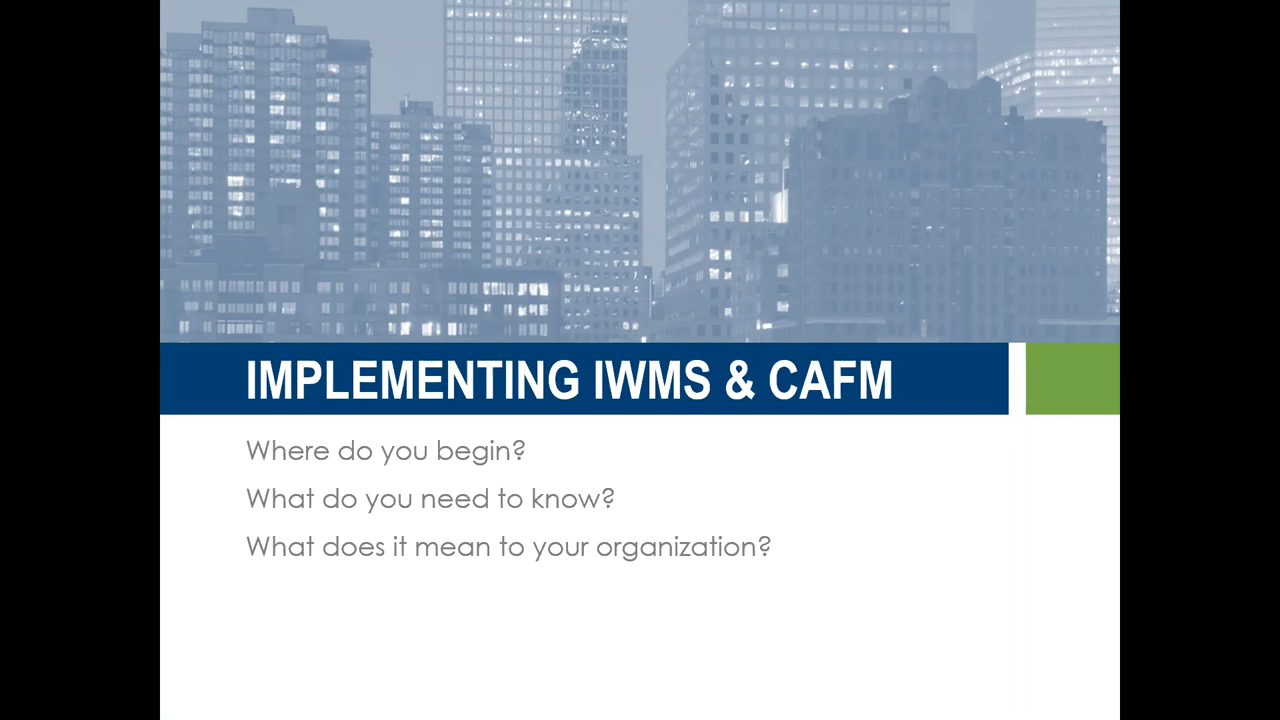 IMPLEMENTING IWMS & CAFM
Where do you begin?
What do you need to know?
What does it mean to your organization?